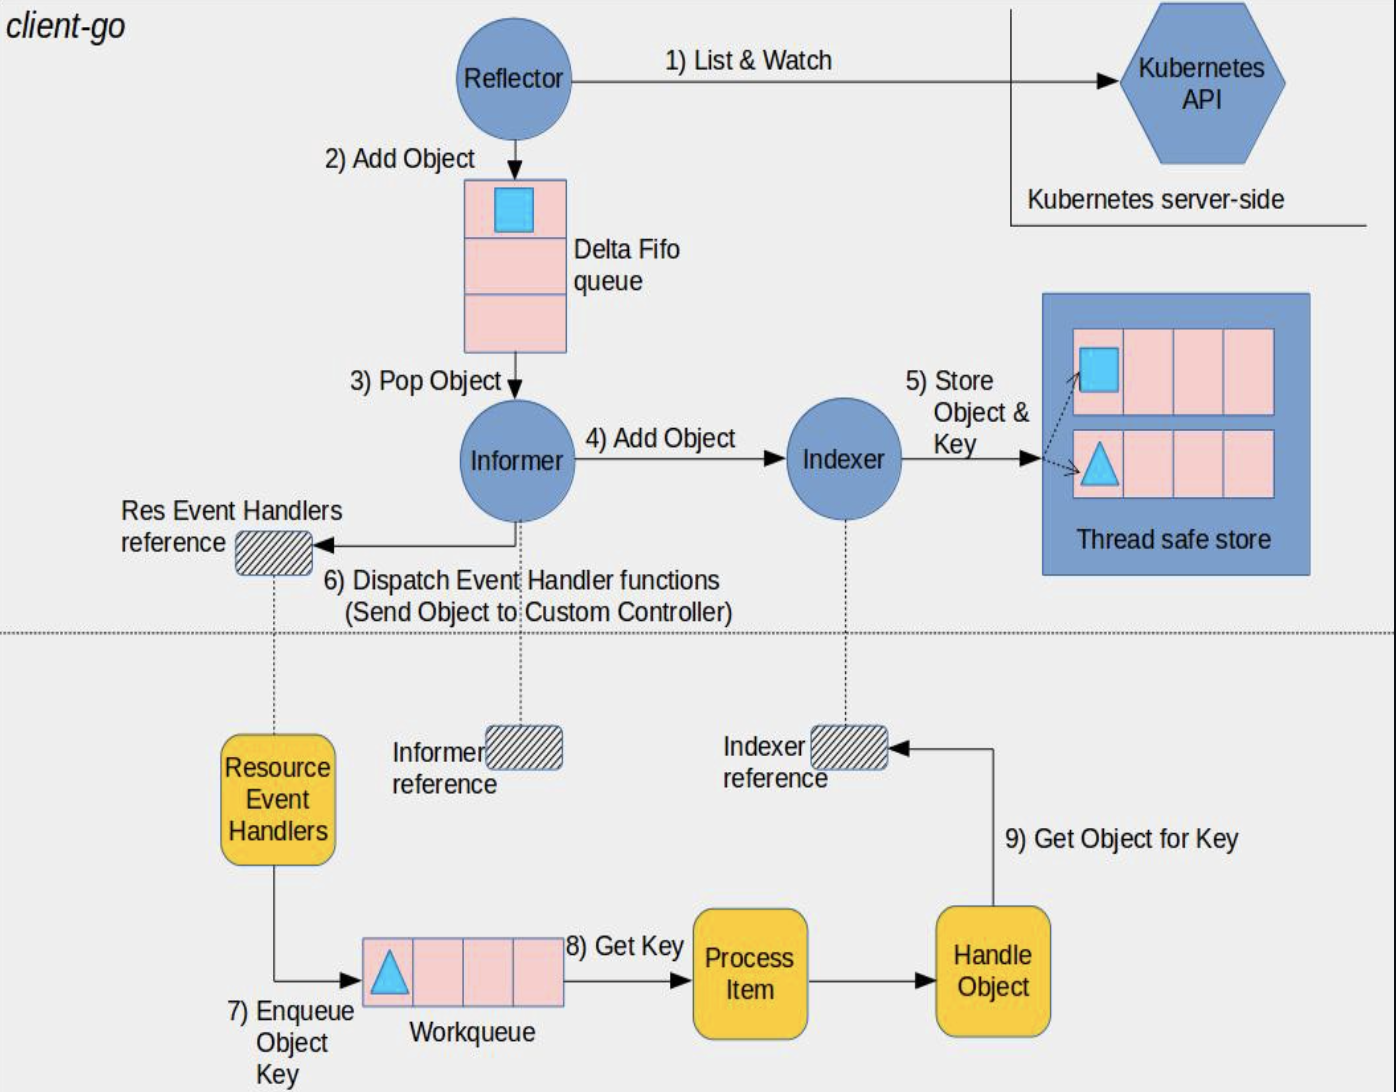 client-go
Reflector
1) List & Watch
Kubernetes
API
Kubernetes server-side
2) Add Object
Delta Fifo
queue
3) Pop Object
Informer
4) Add Object
Indexer
5) Store
Object &
Key
Thread safe store
Res Event Handlers
reference
6) Dispatch Event Handler functions
(Send Object to Custom Controller)
Resource
Event
Handlers
Informer
reference
Indexer
reference
9) Get Object for Key
7) Enqueue
Object
Key
Workqueue
8) Get Key
Process
Item
Handle
Object